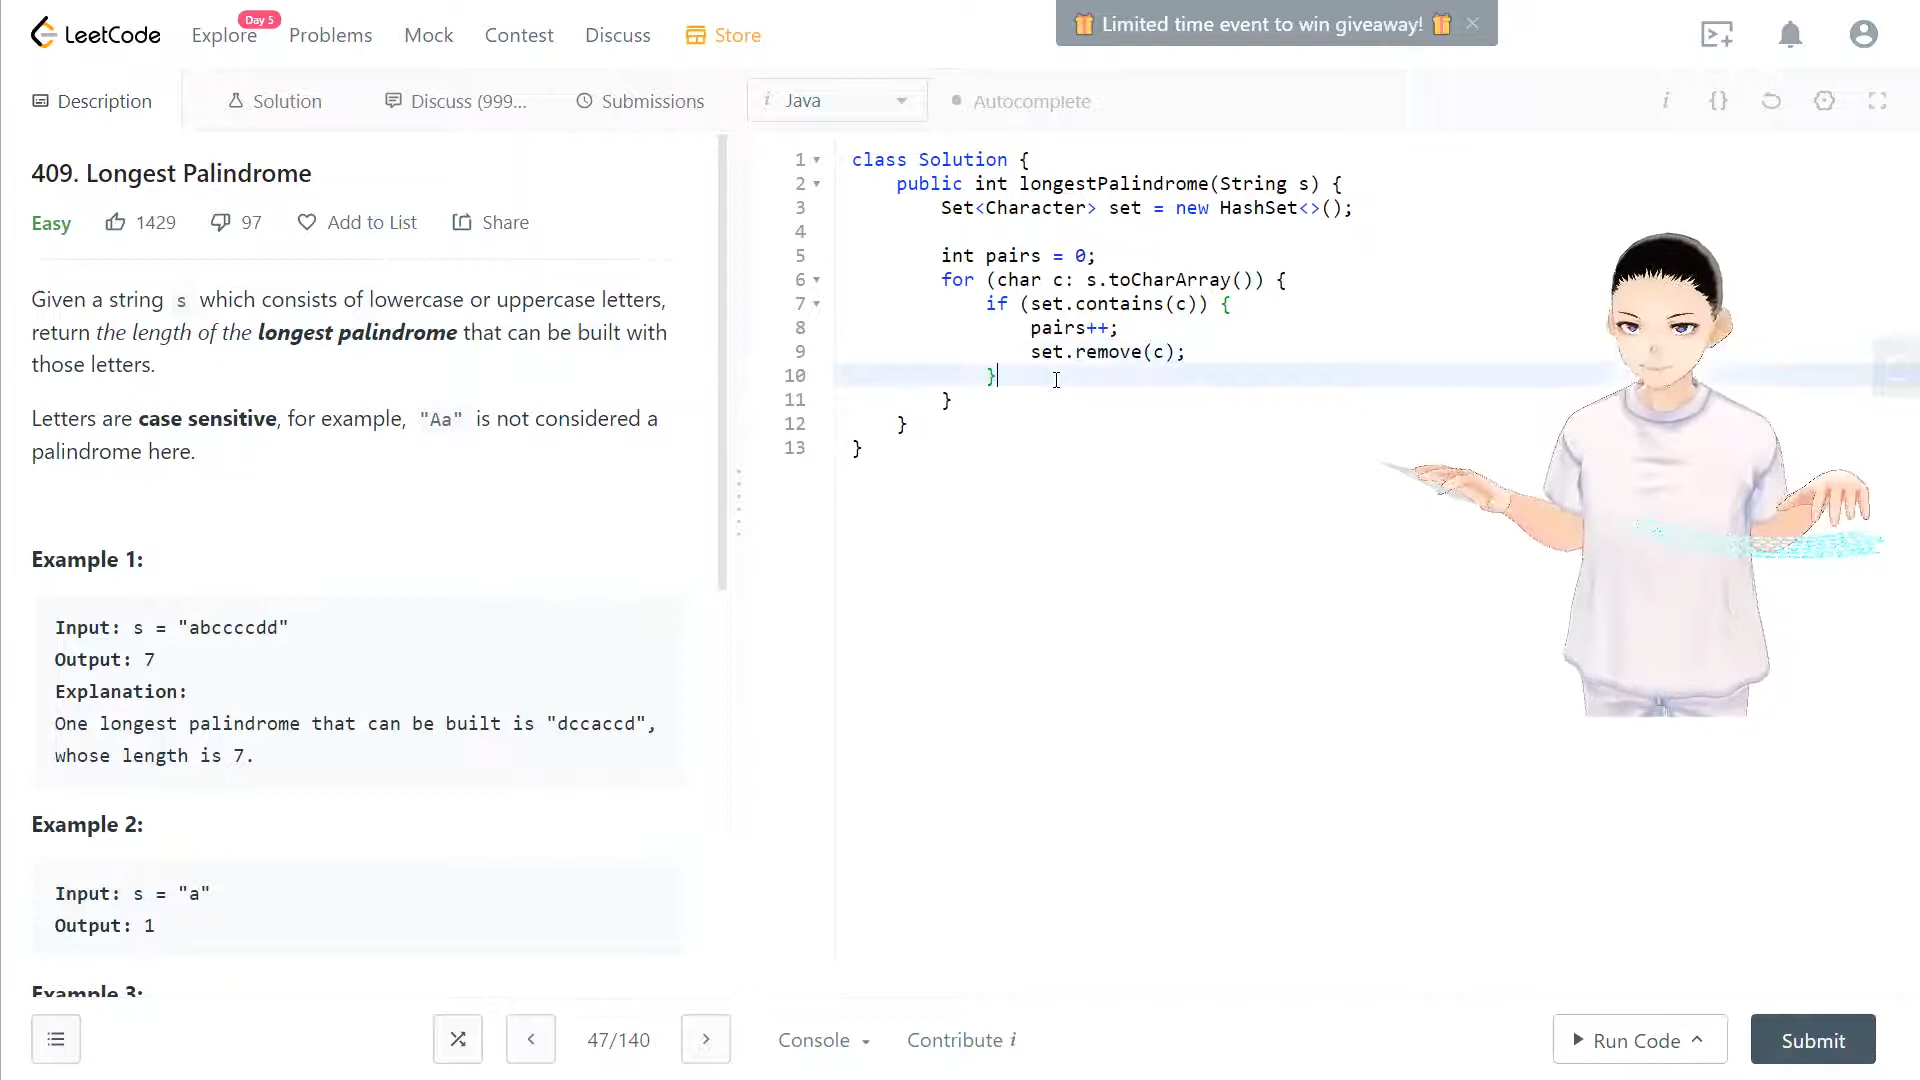 LeetCode
Explore
Day 5
Problems
Mock
Contest
Discuss
Store
Limited time event to win giveaway!
Description
Solution
Discuss (999...
Submissions
i Java
Autocomplete
i {}
409. Longest Palindrome
Easy 1429 97 Add to List Share
Given a string s which consists of lowercase or uppercase letters,
return the length of the longest palindrome that can be built with
those letters.
Letters are case sensitive, for example, "Aa" is not considered a
palindrome here.
Example 1:
Input: s = "abccccdd"
Output: 7
Explanation:
One longest palindrome that can be built is "dccaccd",
whose length is 7.
Example 2:
Input: s = "a"
Output: 1
Example 3:
1 class Solution {
2 public int longestPalindrome(String s) {
3 Set<Character> set = new HashSet<>();
4
5 int pairs = 0;
6 for (char c: s.toCharArray()) {
7 if (set.contains(c)) {
8 pairs++;
9 set.remove(c);
10 }
11 }
12 }
13 }
47/140
Console
Contribute i
Run Code
Submit